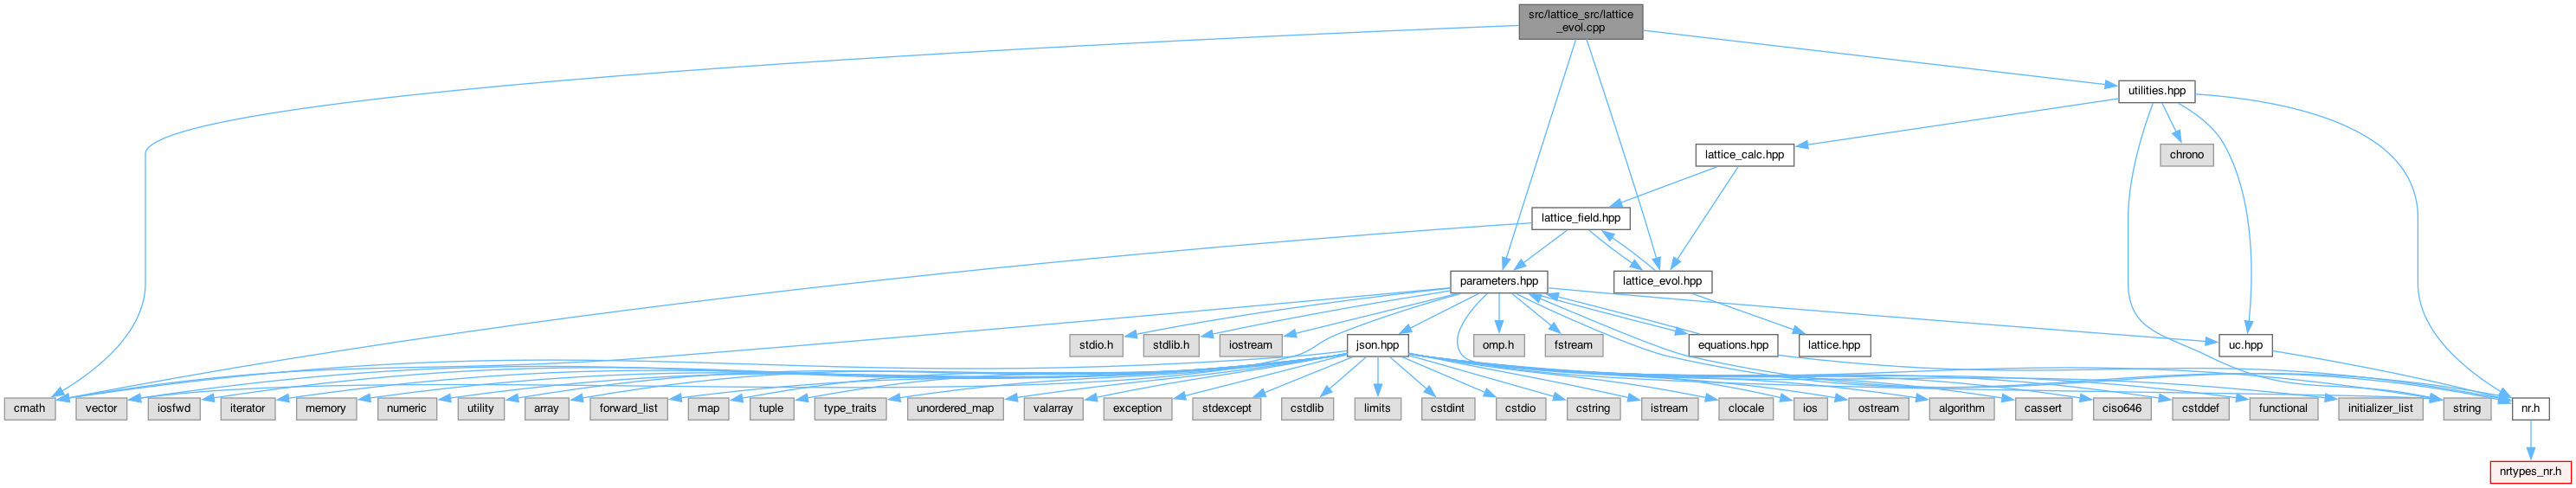 src/lattice_src/lattice
_evol.cpp
utilities.hpp
lattice_calc.hpp
chrono
lattice_field.hpp
parameters.hpp
lattice_evol.hpp
stdio.h
stdlib.h
iostream
json.hpp
omp.h
fstream
equations.hpp
lattice.hpp
uc.hpp
cmath
vector
iosfwd
iterator
memory
numeric
utility
array
forward_list
map
tuple
type_traits
unordered_map
valarray
exception
stdexcept
cstdlib
limits
cstdint
cstdio
cstring
istream
clocale
ios
ostream
algorithm
cassert
ciso646
cstddef
functional
initializer_list
string
nr.h
nrtypes_nr.h